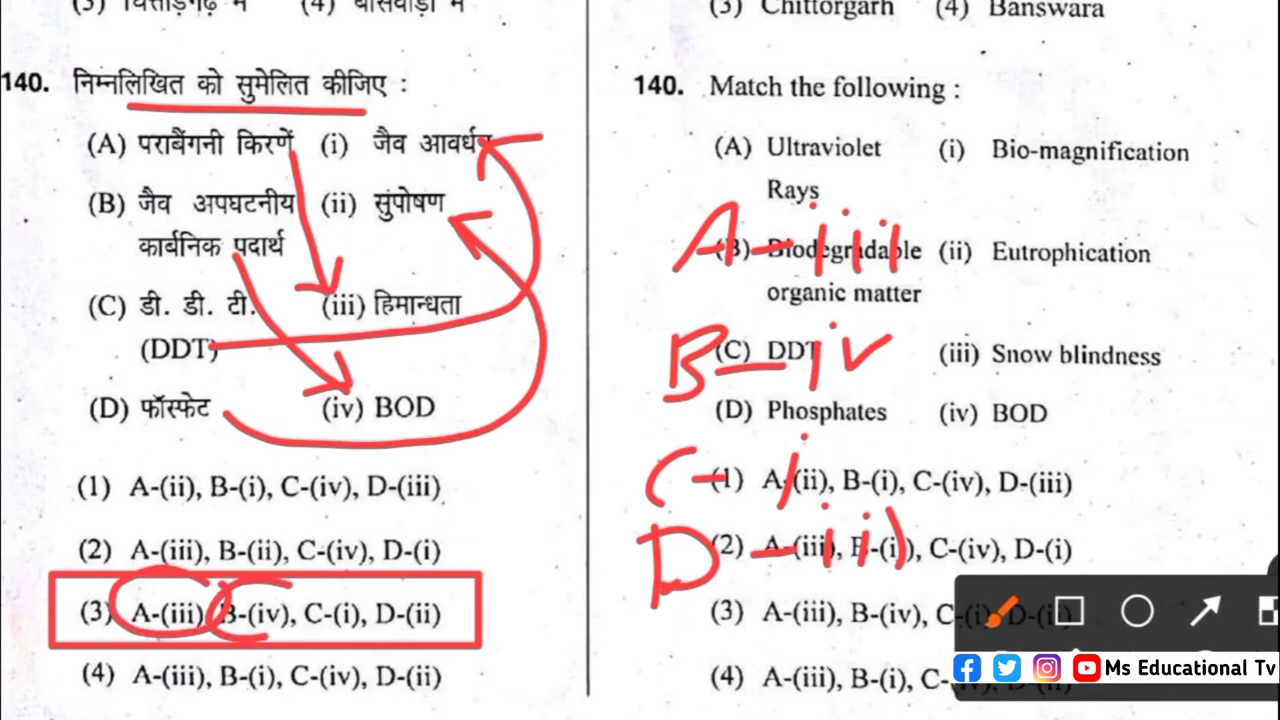 (3) चित्तौड़गढ़ में (4) बाँसवाड़ा में
140. निम्नलिखित को सुमेलित कीजिए :
(A) पराबैंगनी किरणें (i) जैव आवर्धन
(B) जैव अपघटनीय (ii) सुपोषण
कार्बनिक पदार्थ
(C) डी. डी. टी. (iii) हिमान्धता
(DDT)
(D) फॉस्फेट (iv) BOD
(1) A-(ii), B-(i), C-(iv), D-(iii)
(2) A-(iii), B-(ii), C-(iv), D-(i)
(3) A-(iii), B-(iv), C-(i), D-(ii)
(4) A-(iii), B-(i), C-(iv), D-(ii)
(3) Chittorgarh (4) Banswara
140. Match the following :
(A) Ultraviolet (i) Bio-magnification
Rays
(B) Biodegradable (ii) Eutrophication
organic matter
(C) DDT (iii) Snow blindness
(D) Phosphates (iv) BOD
(1) A-(ii), B-(i), C-(iv), D-(iii)
(2) A-(iii), B-(ii), C-(iv), D-(i)
(3) A-(iii), B-(iv), C-(i), D-(ii)
(4) A-(iii), B-(i), C-(iv), D-(ii)
A-iii
B-iv
C-i
D-ii
Ms Educational Tv